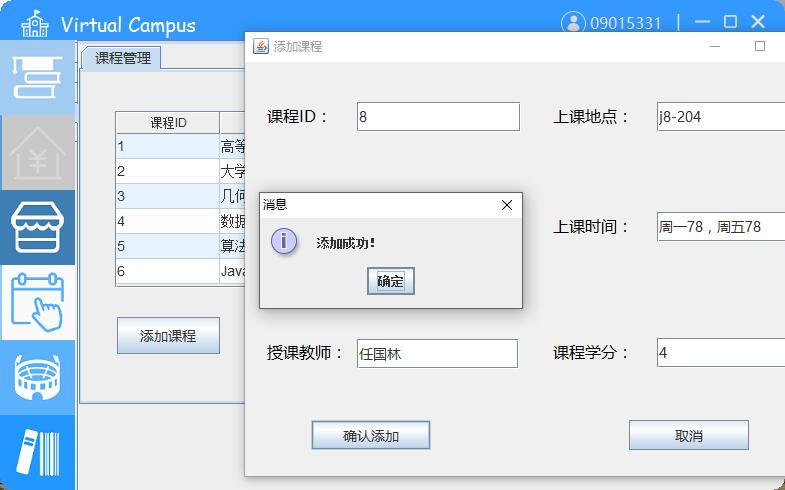 Virtual Campus
09015331
课程管理
添加课程
课程ID
1 高等
2 大学
3 几何
4 数据
5 算法
6 Java
添加课程
课程ID： 8
上课地点： j8-204
消息
添加成功！
确定
上课时间： 周一78，周五78
授课教师： 任国林
课程学分： 4
确认添加
取消